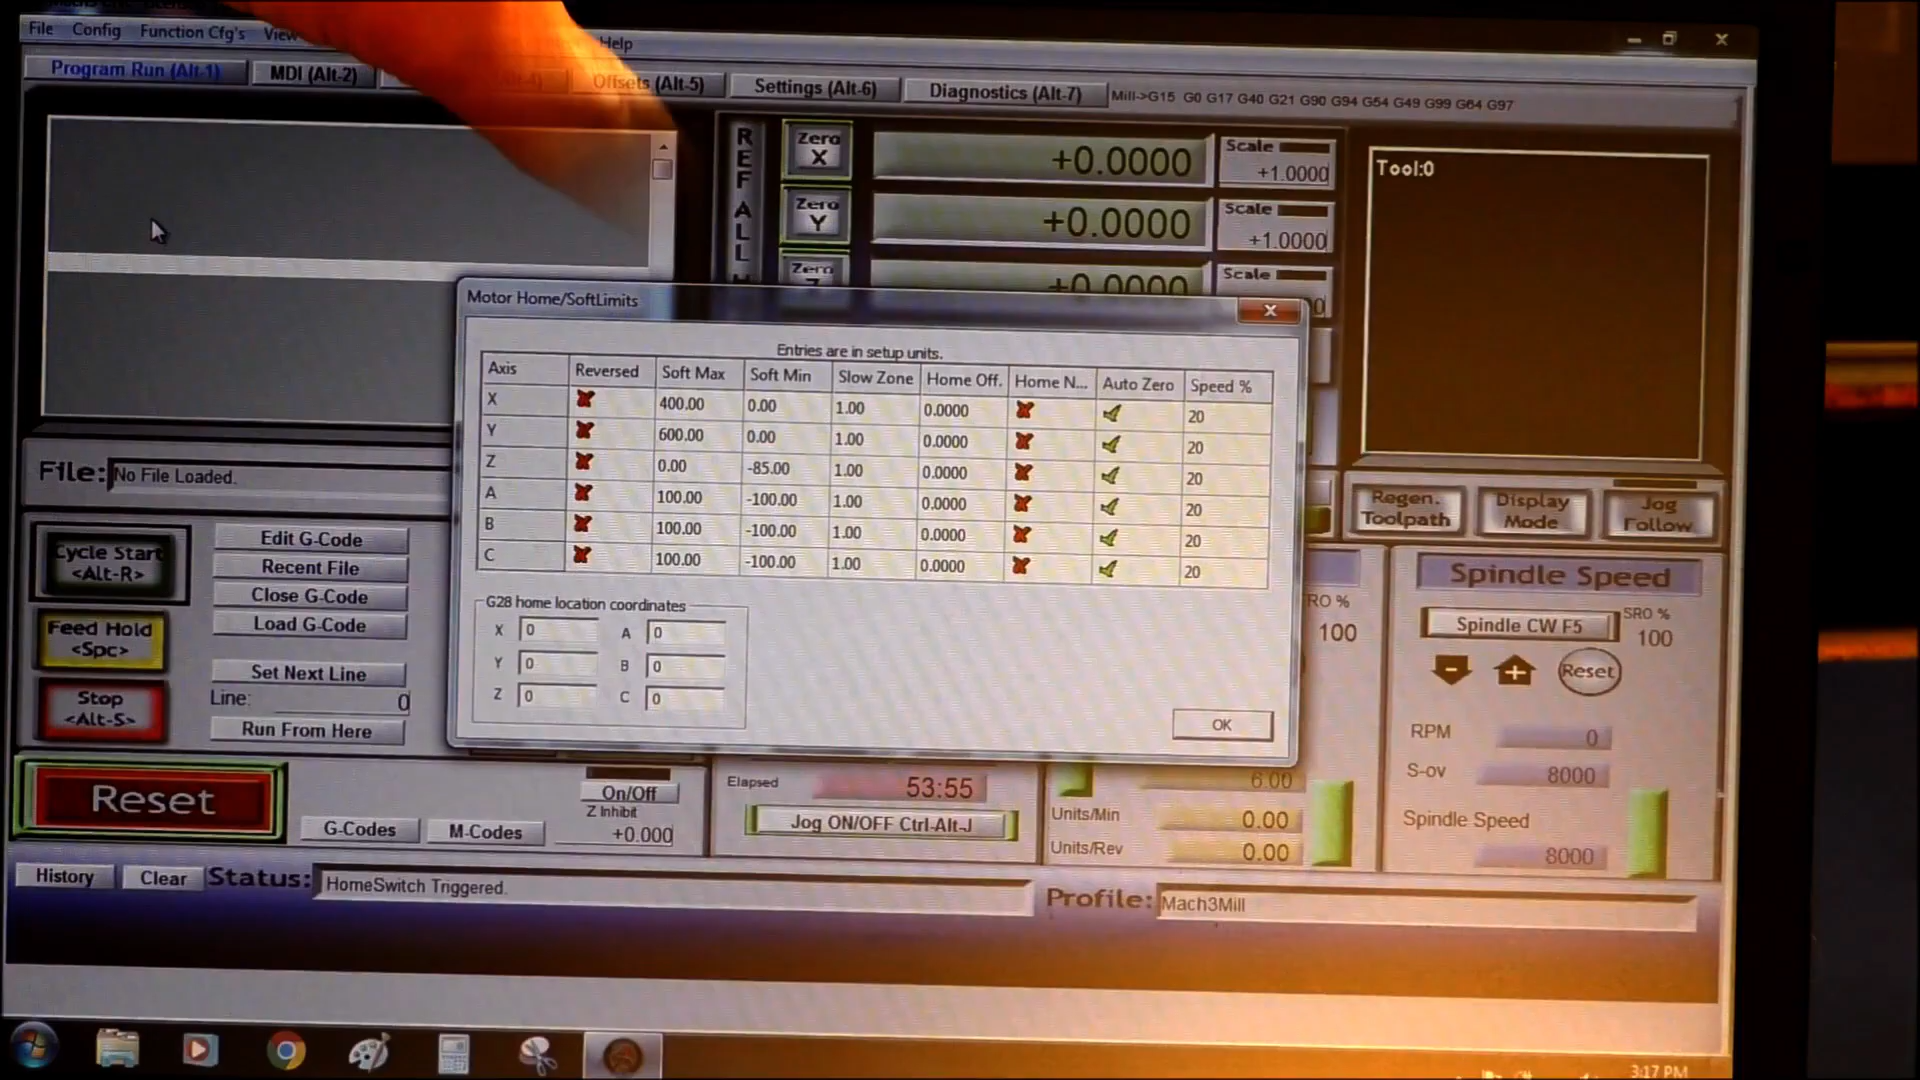 File Config Function Cfg's View Help
Program Run (Alt-1) MDI (Alt-2) Offsets (Alt-5) Settings (Alt-6) Diagnostics (Alt-7) Mill->G15 G0 G17 G40 G21 G90 G94 G54 G49 G99 G64 G97
REF ALL
Zero X +0.0000 Scale +1.0000
Zero Y +0.0000 Scale +1.0000
Zero +0.0000 Scale
Tool:0
Motor Home/SoftLimits
Entries are in setup units.
Axis Reversed Soft Max Soft Min Slow Zone Home Off. Home N... Auto Zero Speed %
X 400.00 0.00 1.00 0.0000 20
Y 600.00 0.00 1.00 0.0000 20
Z 0.00 -85.00 1.00 0.0000 20
A 100.00 -100.00 1.00 0.0000 20
B 100.00 -100.00 1.00 0.0000 20
C 100.00 -100.00 1.00 0.0000 20
G28 home location coordinates
X 0 A 0
Y 0 B 0
Z 0 C 0
OK
File: No File Loaded.
Regen. Toolpath
Display Mode
Jog Follow
Cycle Start <Alt-R>
Feed Hold <Spc>
Stop <Alt-S>
Edit G-Code
Recent File
Close G-Code
Load G-Code
Set Next Line
Line: 0
Run From Here
Reset
G-Codes M-Codes
On/Off
Z Inhibit
+0.000
Elapsed 53:55
Jog ON/OFF Ctrl-Alt-J
RO %
100
6.00
Units/Min 0.00
Units/Rev 0.00
Spindle Speed
Spindle CW F5
SRO %
100
Reset
RPM 0
S-ov 8000
Spindle Speed
8000
History Clear Status: HomeSwitch Triggered.
Profile: Mach3Mill
3:17 PM